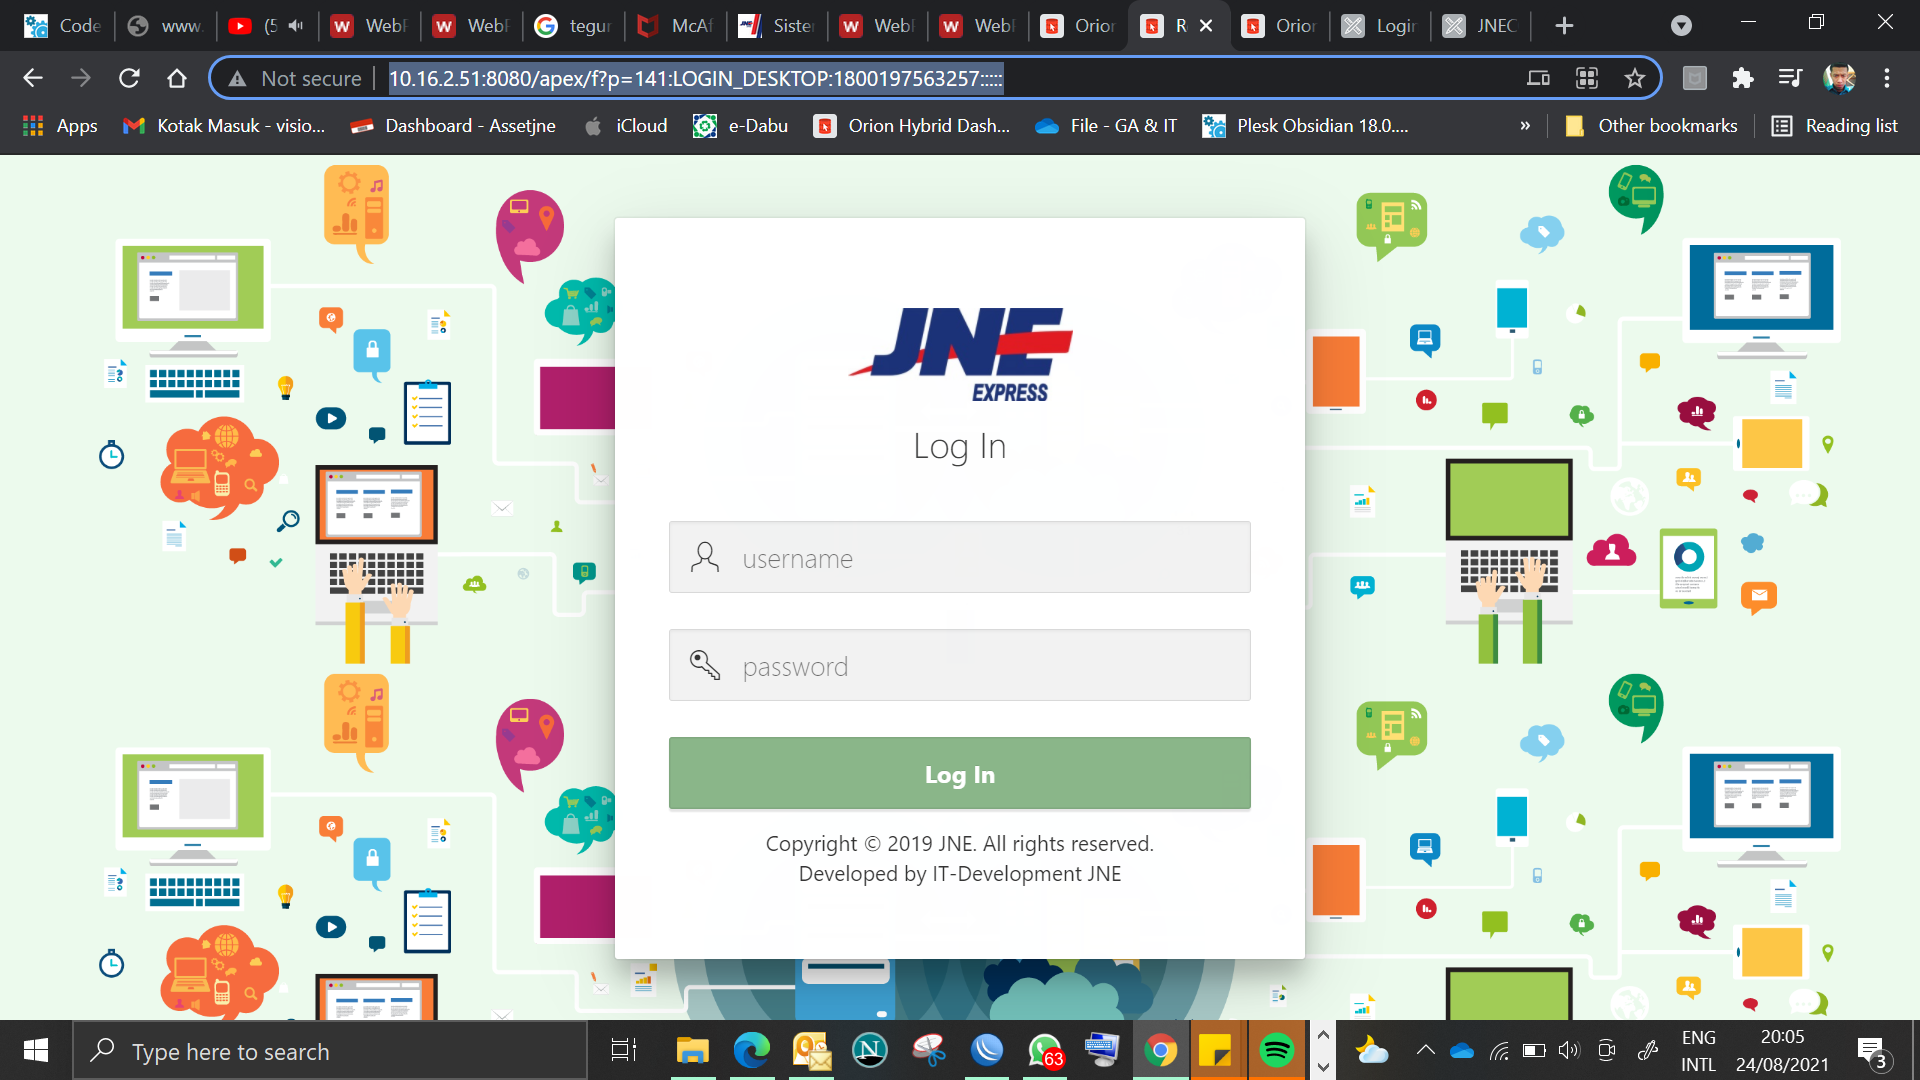 Code
www.
(5
WebF
WebF
tegur
McAf
Sister
WebF
WebF
Orior
R
Orior
Login
JNEC
Not secure
10.16.2.51:8080/apex/f?p=141:LOGIN_DESKTOP:1800197563257:::::
Apps
Kotak Masuk - visio...
Dashboard - Assetjne
iCloud
e-Dabu
Orion Hybrid Dash...
File - GA & IT
Plesk Obsidian 18.0....
»
Other bookmarks
Reading list
JNE
EXPRESS
Log In
username
password
Log In
Copyright © 2019 JNE. All rights reserved.
Developed by IT-Development JNE
Type here to search
63
ENG
INTL
20:05
24/08/2021
3